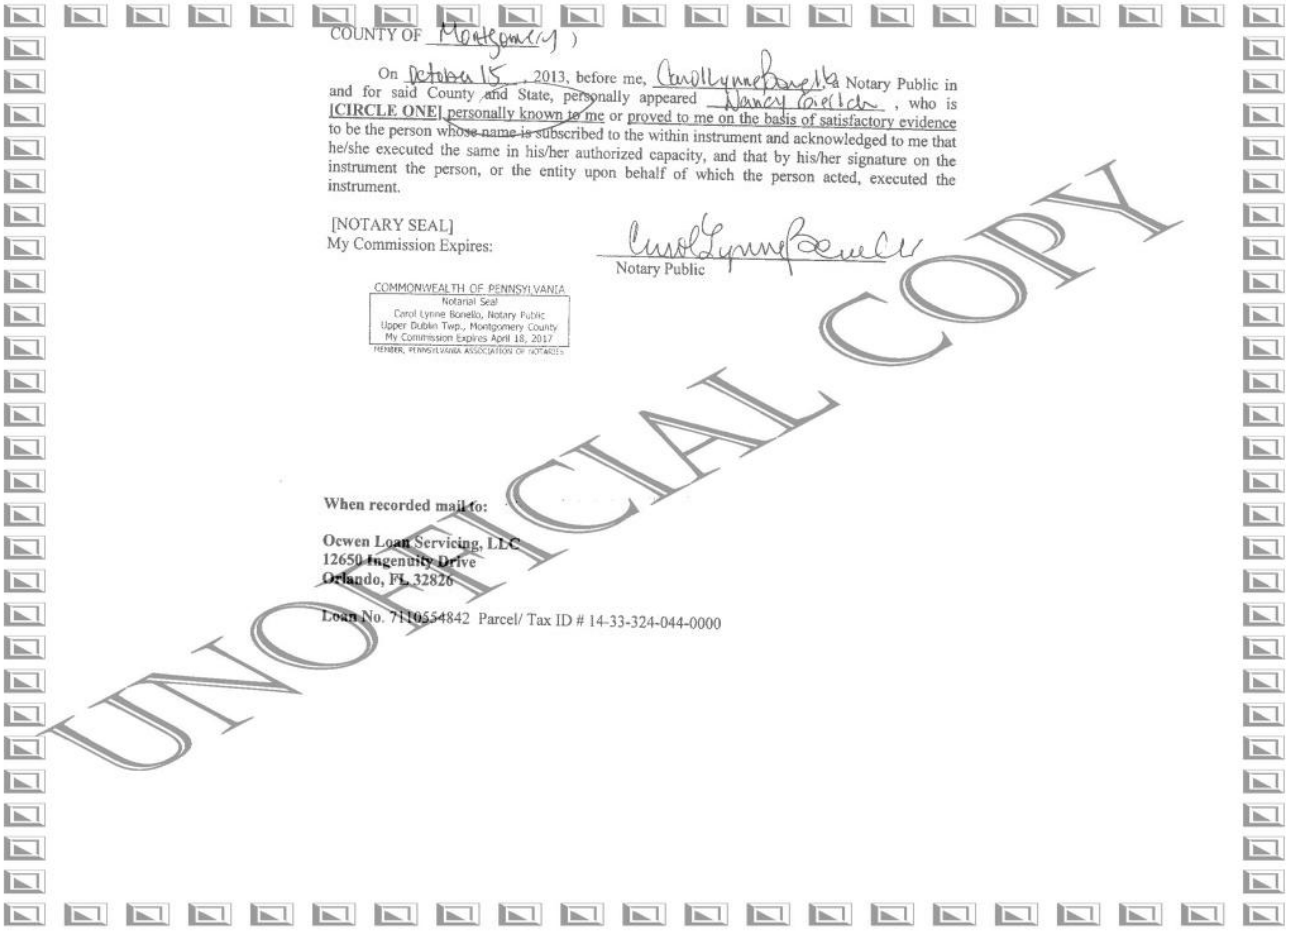 COUNTY OF Montgomery )
On October 15, 2013, before me, Carol Lynne Bonello, a Notary Public in
and for said County and State, personally appeared Nancy , who is
[CIRCLE ONE] personally known to me or proved to me on the basis of satisfactory evidence
to be the person whose name is subscribed to the within instrument and acknowledged to me that
he/she executed the same in his/her authorized capacity, and that by his/her signature on the
instrument the person, or the entity upon behalf of which the person acted, executed the
instrument.
[NOTARY SEAL]
My Commission Expires:
Carol Lynne Bonello
Notary Public
COMMONWEALTH OF PENNSYLVANIA
Notarial Seal
Carol Lynne Bonello, Notary Public
Upper Dublin Twp., Montgomery County
My Commission Expires April 18, 2017
MEMBER, PENNSYLVANIA ASSOCIATION OF NOTARIES
UNOFFICIAL COPY
When recorded mail to:
Ocwen Loan Servicing, LLC
12650 Ingenuity Drive
Orlando, FL 32826
Loan No. 7110554842 Parcel/ Tax ID # 14-33-324-044-0000